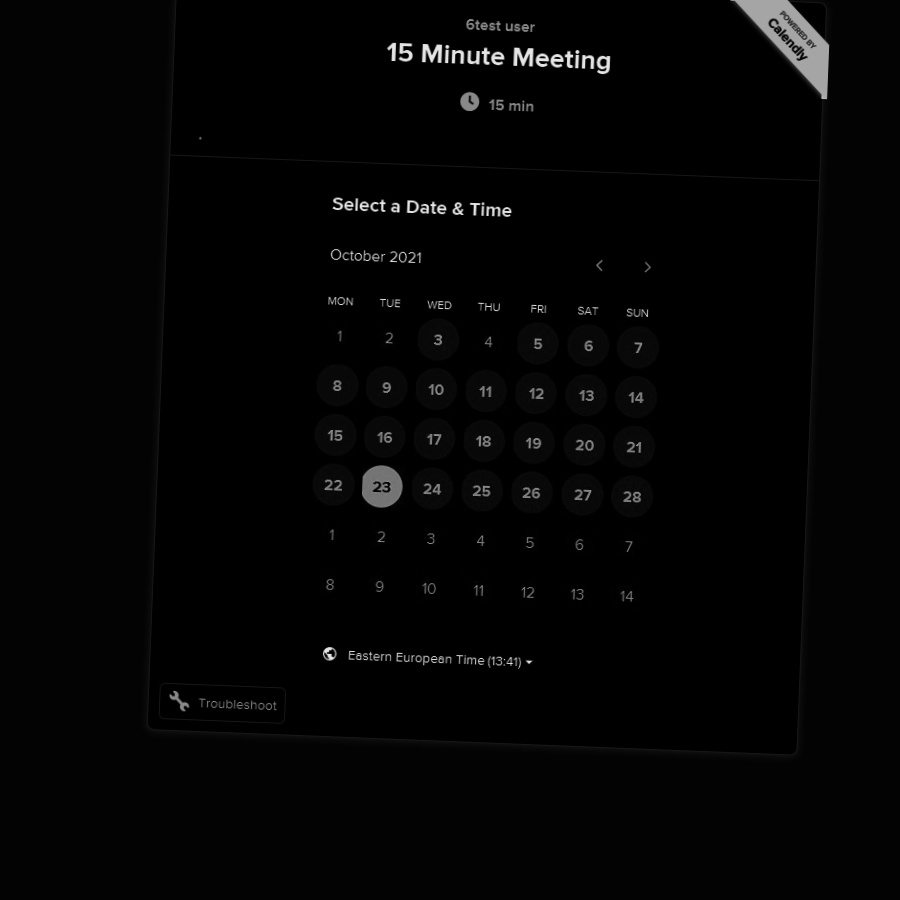 6test user
15 Minute Meeting
15 min
POWERED BY
Calendly
.
Select a Date & Time
October 2021
MON TUE WED THU FRI SAT SUN
1 2 3 4 5 6 7
8 9 10 11 12 13 14
15 16 17 18 19 20 21
22 23 24 25 26 27 28
1 2 3 4 5 6 7
8 9 10 11 12 13 14
Eastern European Time (13:41)
Troubleshoot